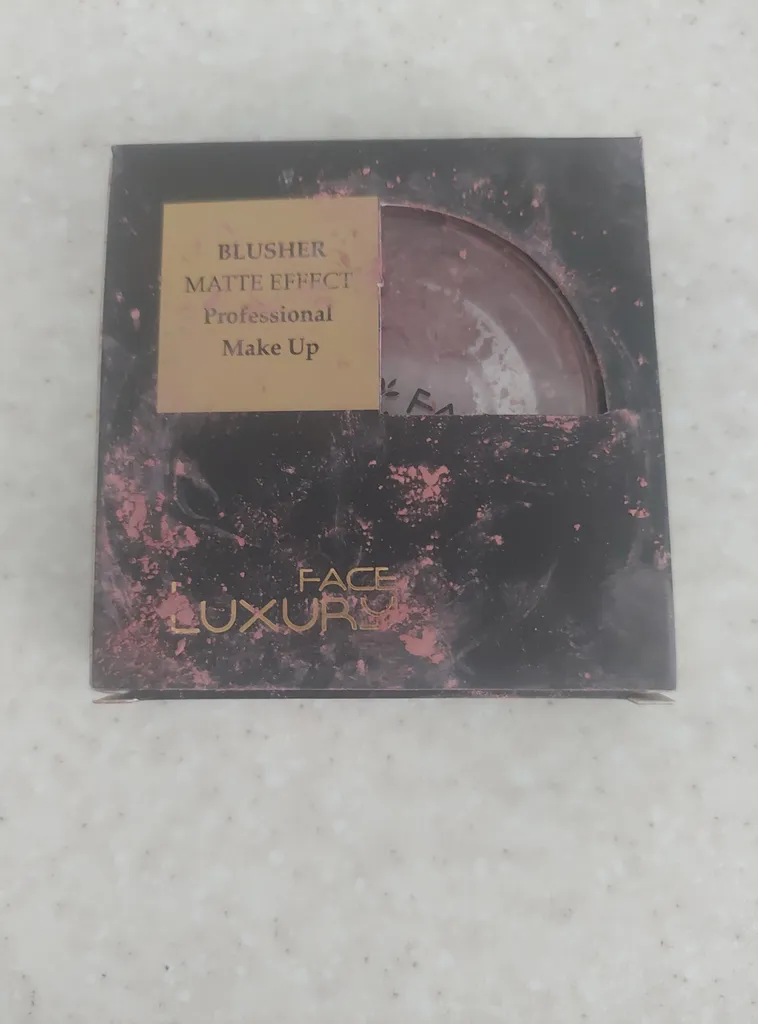 BLUSHER
MATTE EFFECT
Professional
Make Up
FACE
LUXURY